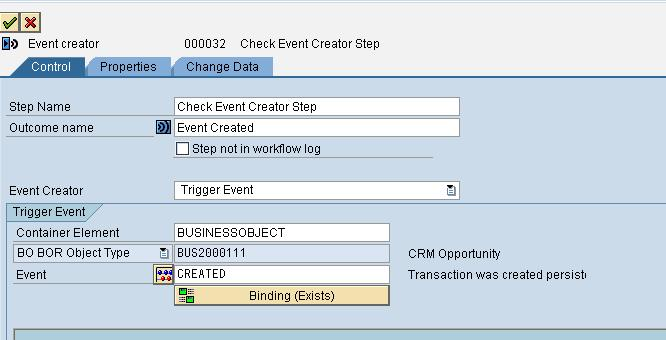 Event creator 000032 Check Event Creator Step
Control Properties Change Data
Step Name Check Event Creator Step
Outcome name Event Created
Step not in workflow log
Event Creator Trigger Event
Trigger Event
Container Element BUSINESSOBJECT
BO BOR Object Type BUS2000111 CRM Opportunity
Event CREATED Transaction was created persiste
Binding (Exists)